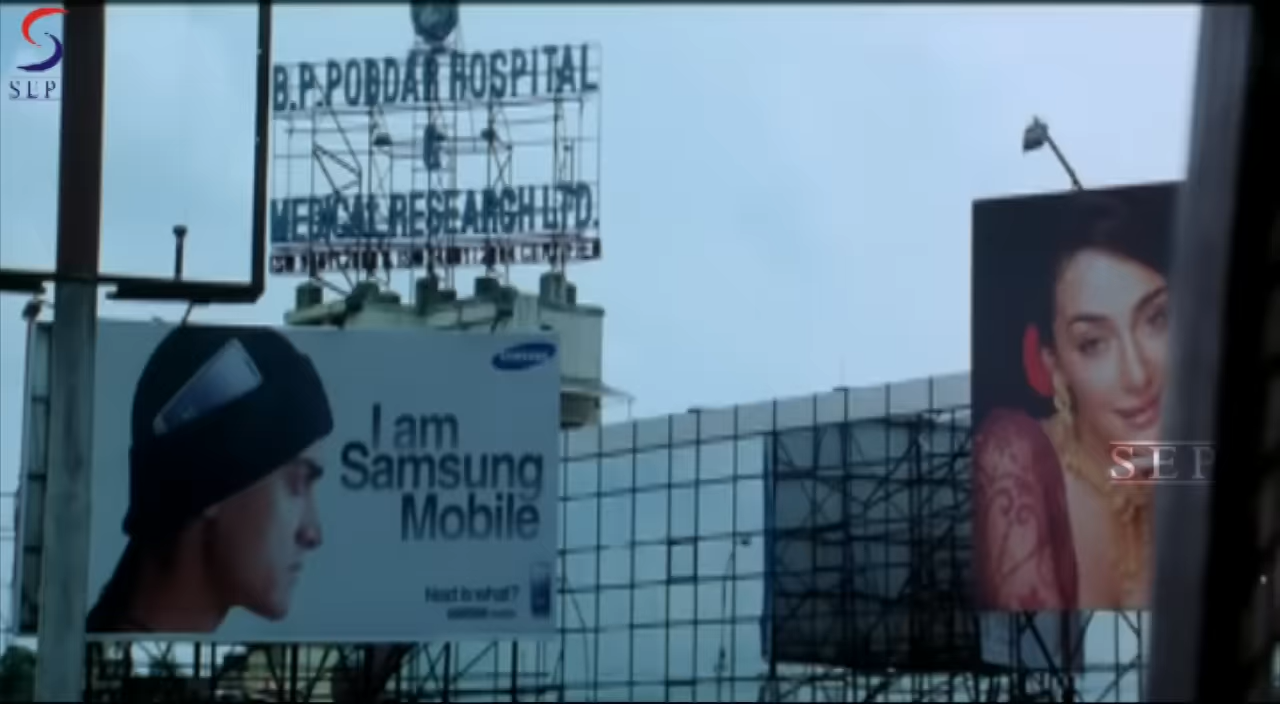 SEP
B.P.PODDAR HOSPITAL
MEDICAL RESEARCH LTD.
SAMSUNG
I am
Samsung
Mobile
Next is what?
SEP